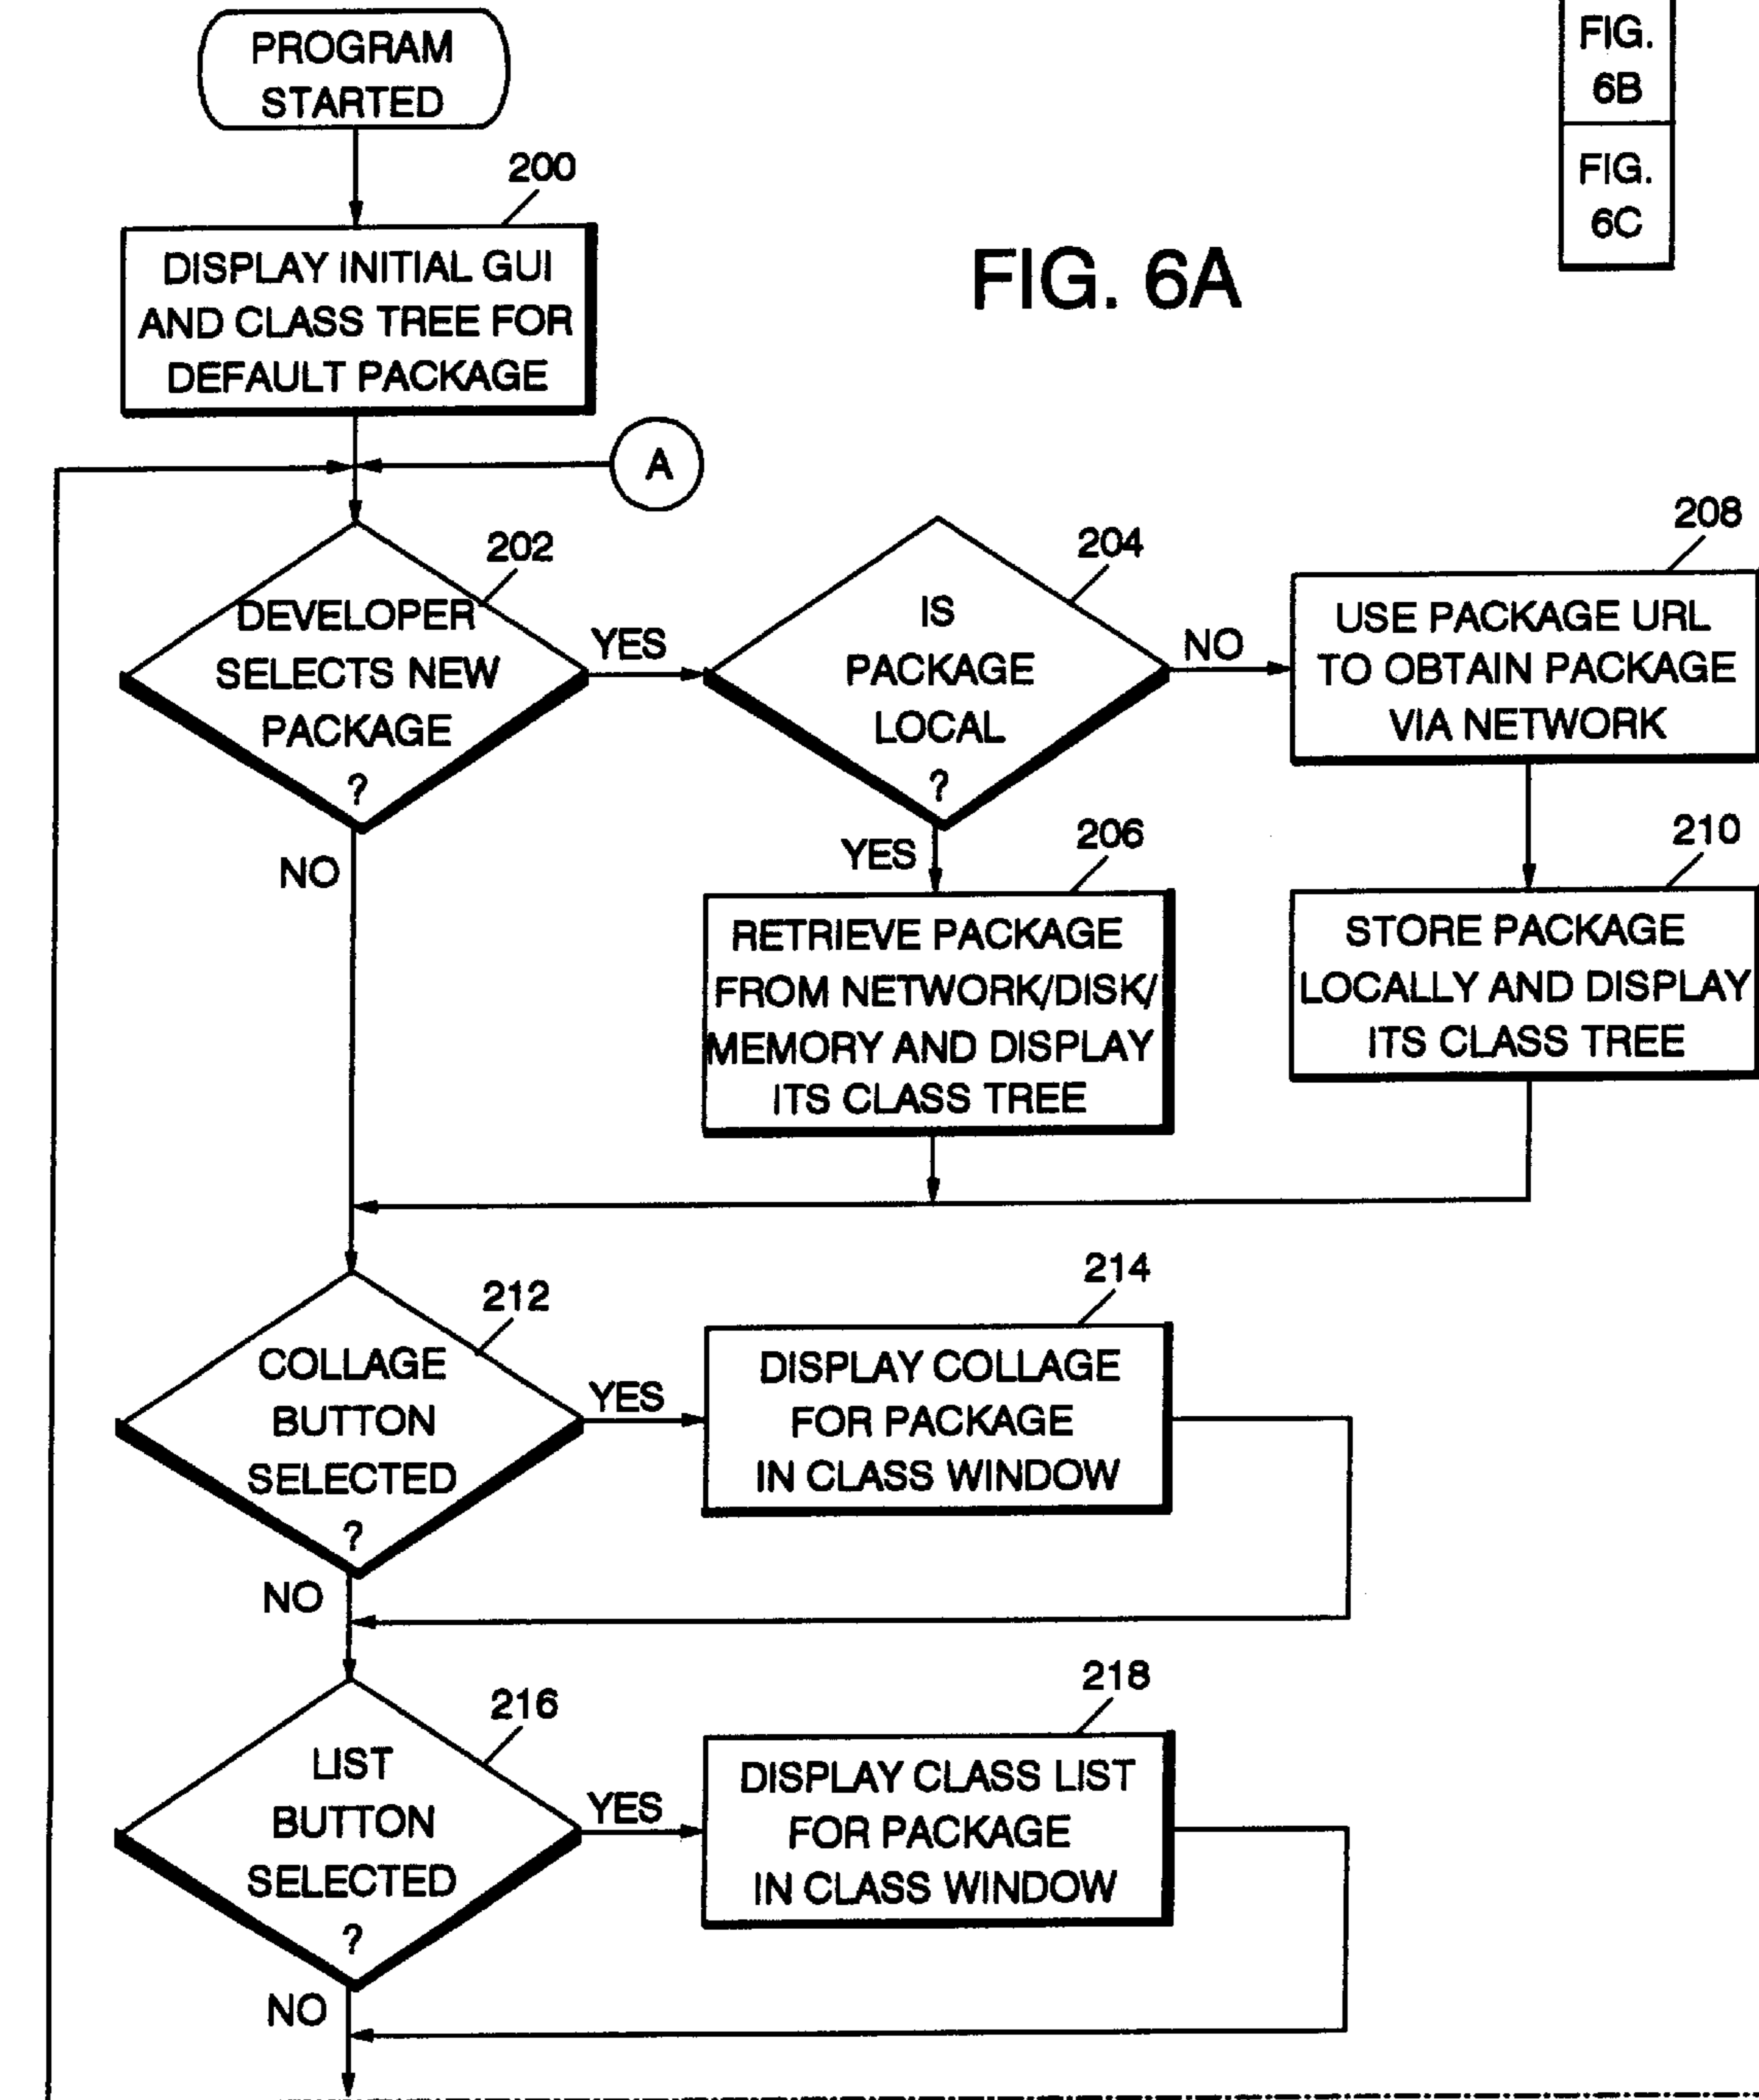 PROGRAM
STARTED
FIG.
6B
FIG.
6C
200
DISPLAY INITIAL GUI
AND CLASS TREE FOR
DEFAULT PACKAGE
FIG. 6A
A
202
DEVELOPER
SELECTS NEW
PACKAGE
?
YES
NO
204
IS
PACKAGE
LOCAL
?
NO
YES
208
USE PACKAGE URL
TO OBTAIN PACKAGE
VIA NETWORK
206
RETRIEVE PACKAGE
FROM NETWORK/DISK/
MEMORY AND DISPLAY
ITS CLASS TREE
210
STORE PACKAGE
LOCALLY AND DISPLAY
ITS CLASS TREE
212
COLLAGE
BUTTON
SELECTED
?
YES
NO
214
DISPLAY COLLAGE
FOR PACKAGE
IN CLASS WINDOW
216
LIST
BUTTON
SELECTED
?
YES
NO
218
DISPLAY CLASS LIST
FOR PACKAGE
IN CLASS WINDOW